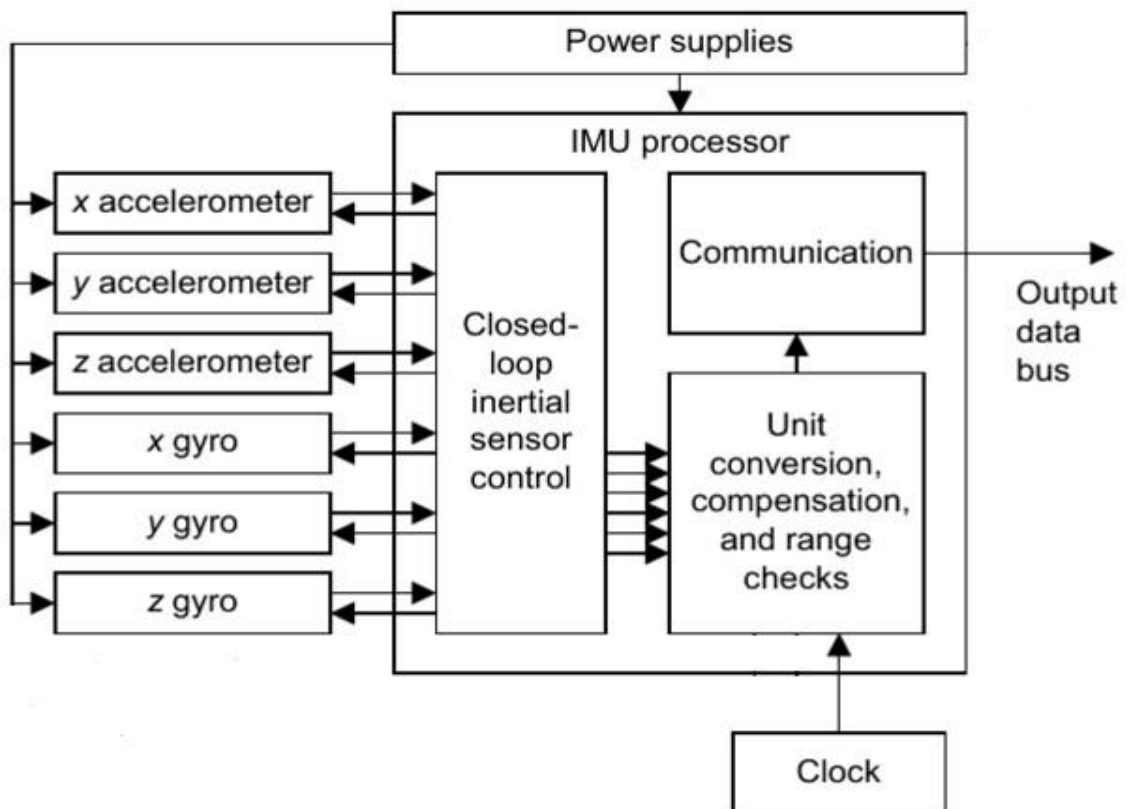 Power supplies
IMU processor
x accelerometer
y accelerometer
z accelerometer
x gyro
y gyro
z gyro
Closed-
loop
inertial
sensor
control
Communication
Unit
conversion,
compensation,
and range
checks
Output
data
bus
Clock